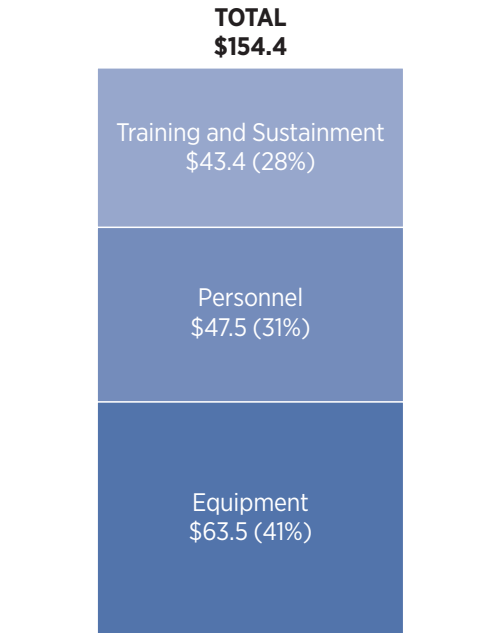 TOTAL
$154.4
Training and Sustainment
$43.4 (28%)
Personnel
$47.5 (31%)
Equipment
$63.5 (41%)